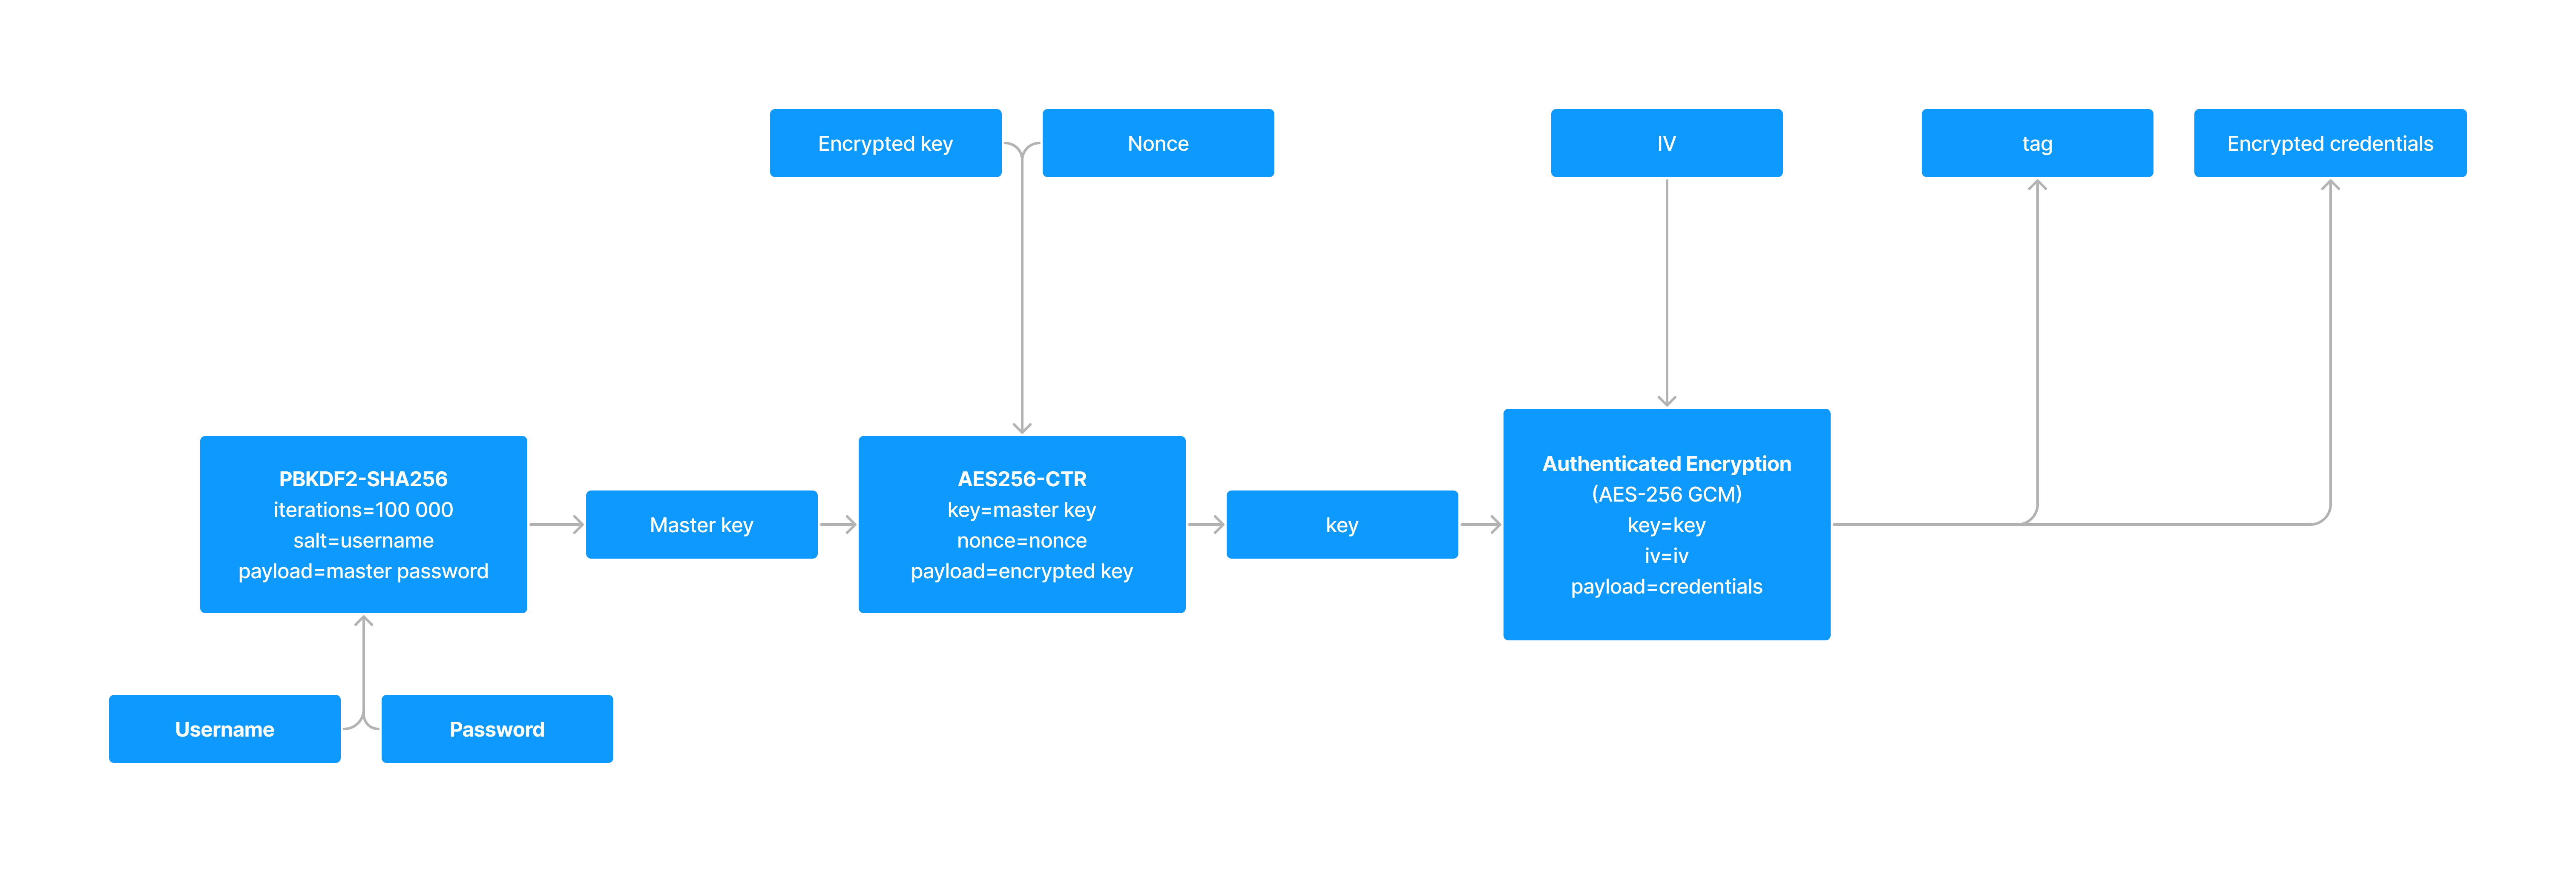 Encrypted key
Nonce
IV
tag
Encrypted credentials
PBKDF2-SHA256
iterations=100 000
salt=username
payload=master password
Master key
AES256-CTR
key=master key
nonce=nonce
payload=encrypted key
key
Authenticated Encryption
(AES-256 GCM)
key=key
iv=iv
payload=credentials
Username
Password